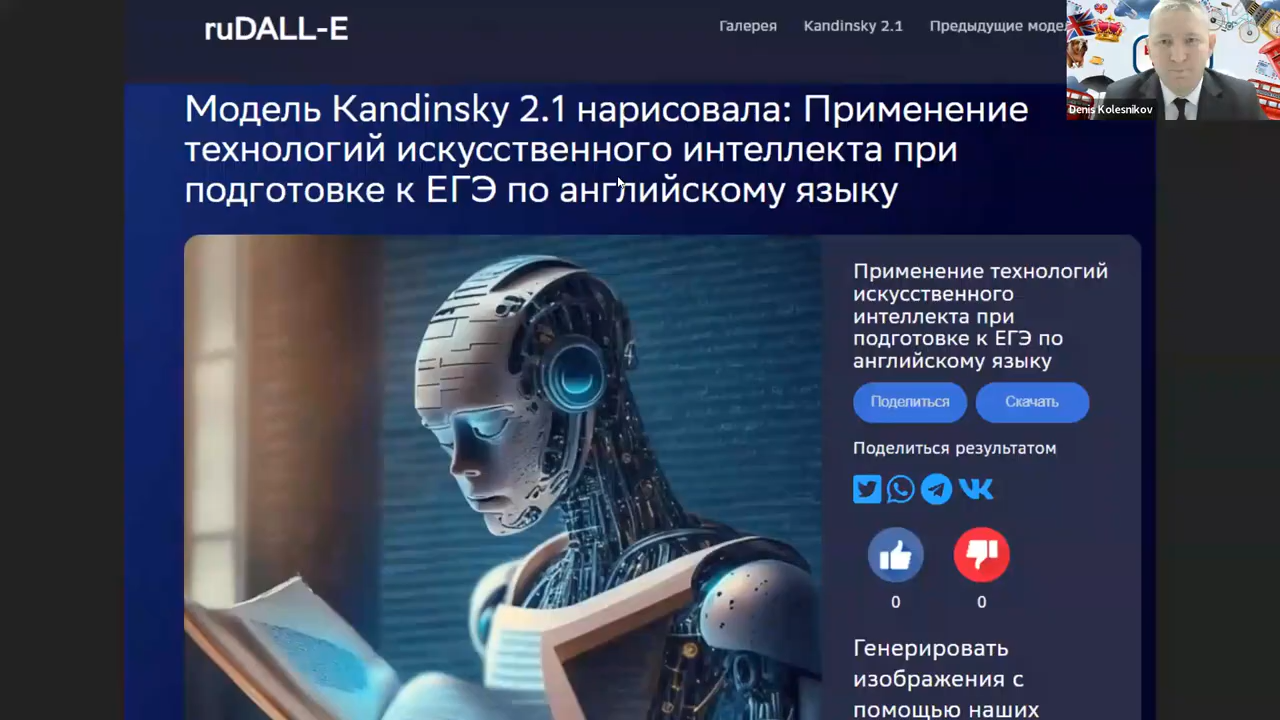 ruDALL-E
Галерея
Kandinsky 2.1
Предыдущие
Denis Kolesnikov
Модель Kandinsky 2.1 нарисовала: Применение
технологий искусственного интеллекта при
подготовке к ЕГЭ по английскому языку
Применение технологий
искусственного
интеллекта при
подготовке к ЕГЭ по
английскому языку
Поделиться
Скачать
Поделиться результатом
0
0
Генерировать
изображения с
помощью наших